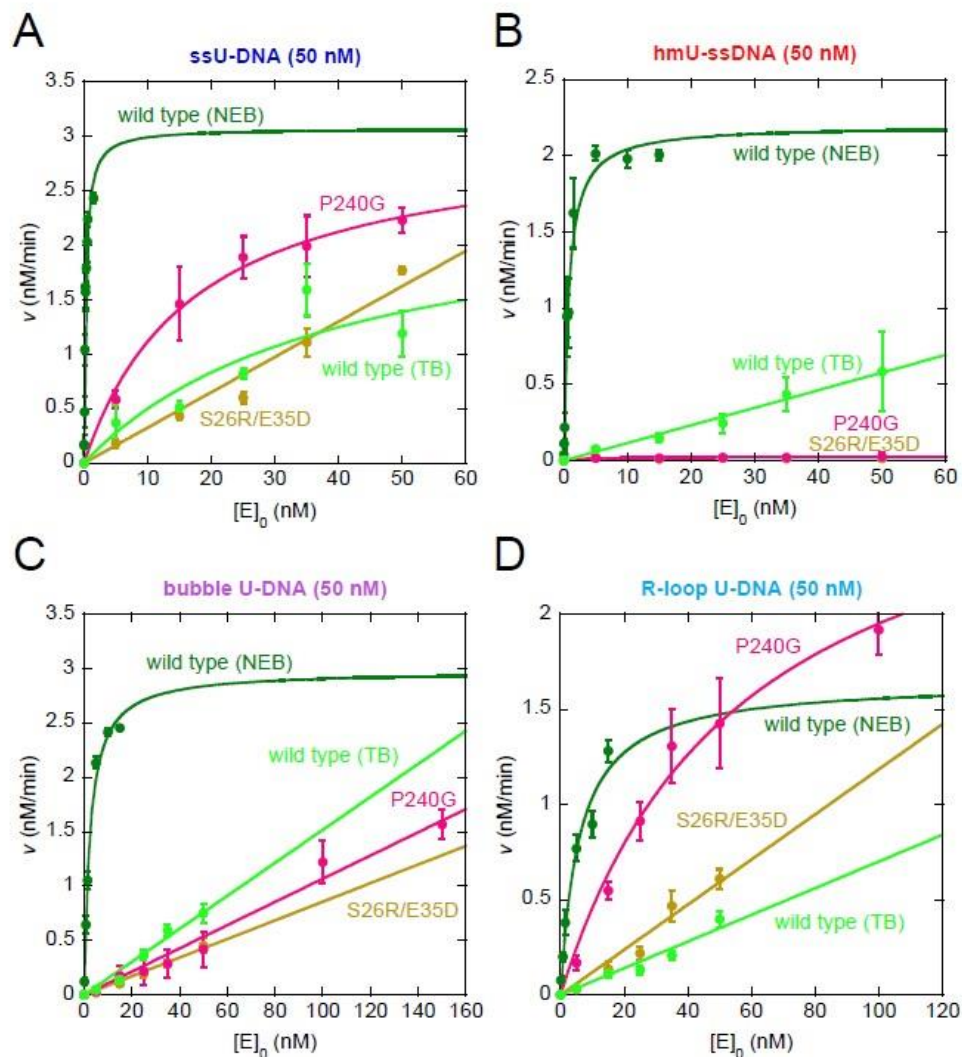 A
ssU-DNA (50 nM)
3.5
3
2.5
2
1.5
1
0.5
0
v (nM/min)
wild type (NEB)
P240G
wild type (TB)
S26R/E35D
0 10 20 30 40 50 60
[E]0 (nM)
B
hmU-ssDNA (50 nM)
2.5
2
1.5
1
0.5
0
v (nM/min)
wild type (NEB)
wild type (TB)
P240G
S26R/E35D
0 10 20 30 40 50 60
[E]0 (nM)
C
bubble U-DNA (50 nM)
3.5
3
2.5
2
1.5
1
0.5
0
v (nM/min)
wild type (NEB)
wild type (TB)
P240G
S26R/E35D
0 20 40 60 80 100 120 140 160
[E]0 (nM)
D
R-loop U-DNA (50 nM)
2
1.5
1
0.5
0
v (nM/min)
P240G
wild type (NEB)
S26R/E35D
wild type (TB)
0 20 40 60 80 100 120
[E]0 (nM)